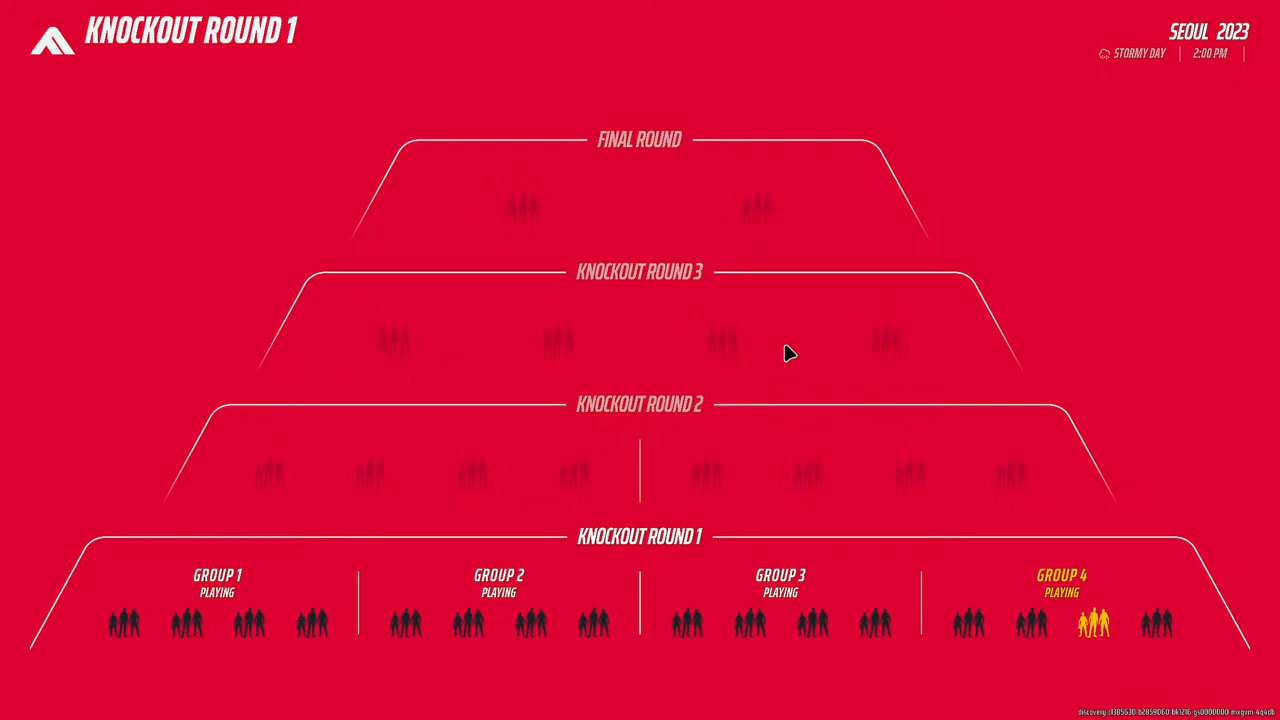 KNOCKOUT ROUND 1
SEOUL 2023
STORMY DAY
2:00 PM
FINAL ROUND
KNOCKOUT ROUND 3
KNOCKOUT ROUND 2
KNOCKOUT ROUND 1
GROUP 1
PLAYING
GROUP 2
PLAYING
GROUP 3
PLAYING
GROUP 4
PLAYING